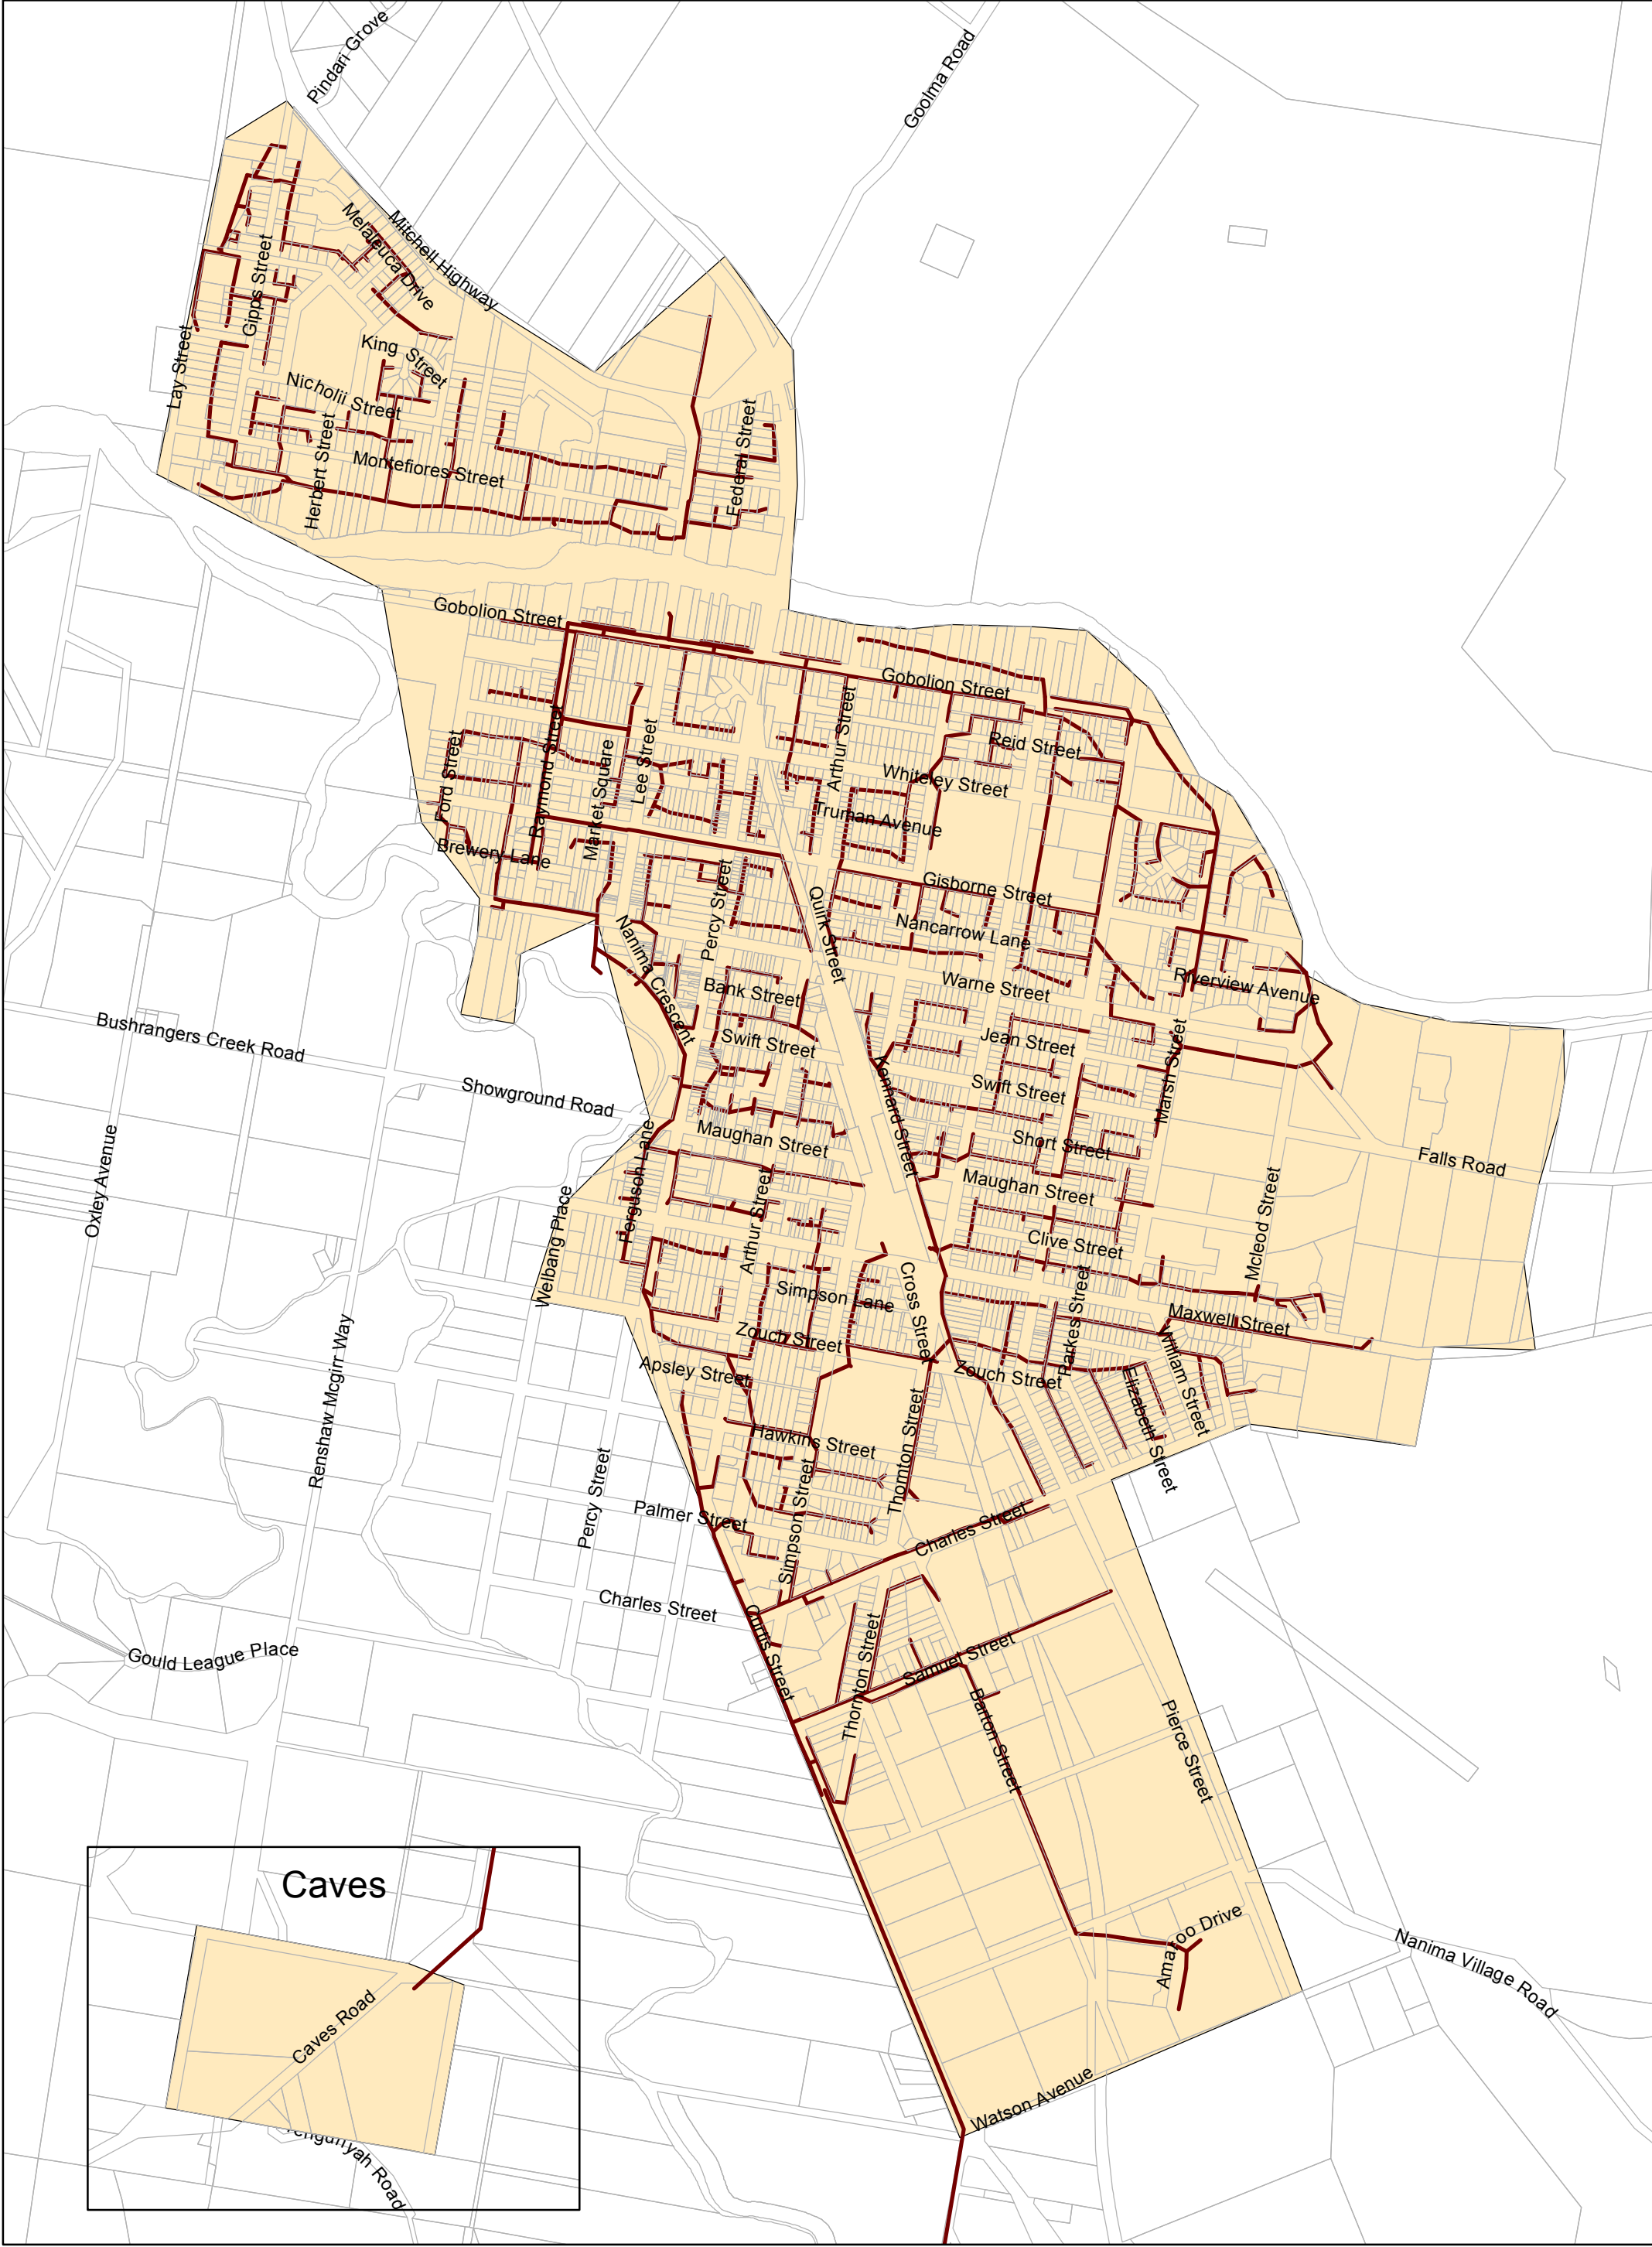 Pindari Grove
Goolma Road
Melaleuca Drive
Mitchell Highway
Gipps Street
Lay Street
King Street
Nicholii Street
Herbert Street
Montefiores Street
Federal Street
Gobolion Street
Gobolion Street
Arthur Street
Reid Street
Raymond Street
Lee Street
Market Square
Ford Street
Whiteley Street
Truman Avenue
Brewery Lane
Percy Street
Gisborne Street
Quirk Street
Nancarrow Lane
Nanima Crescent
Bank Street
Warne Street
Riverview Avenue
Bushrangers Creek Road
Swift Street
Jean Street
Showground Road
Kennard Street
Swift Street
Marsh Street
Maughan Street
Short Street
Falls Road
Oxley Avenue
Ferguson Lane
Maughan Street
Welbang Place
Arthur Street
Clive Street
Mcleod Street
Simpson Lane
Cross Street
Parkes Street
Maxwell Street
Zouch Street
William Street
Renshaw Mcgirr Way
Apsley Street
Zouch Street
Elizabeth Street
Hawkins Street
Thornton Street
Percy Street
Simpson Street
Palmer Street
Charles Street
Charles Street
Curtis Street
Gould League Place
Thornton Street
Samuel Street
Barton Street
Pierce Street
Caves
Amaroo Drive
Nanima Village Road
Caves Road
Watson Avenue
Road